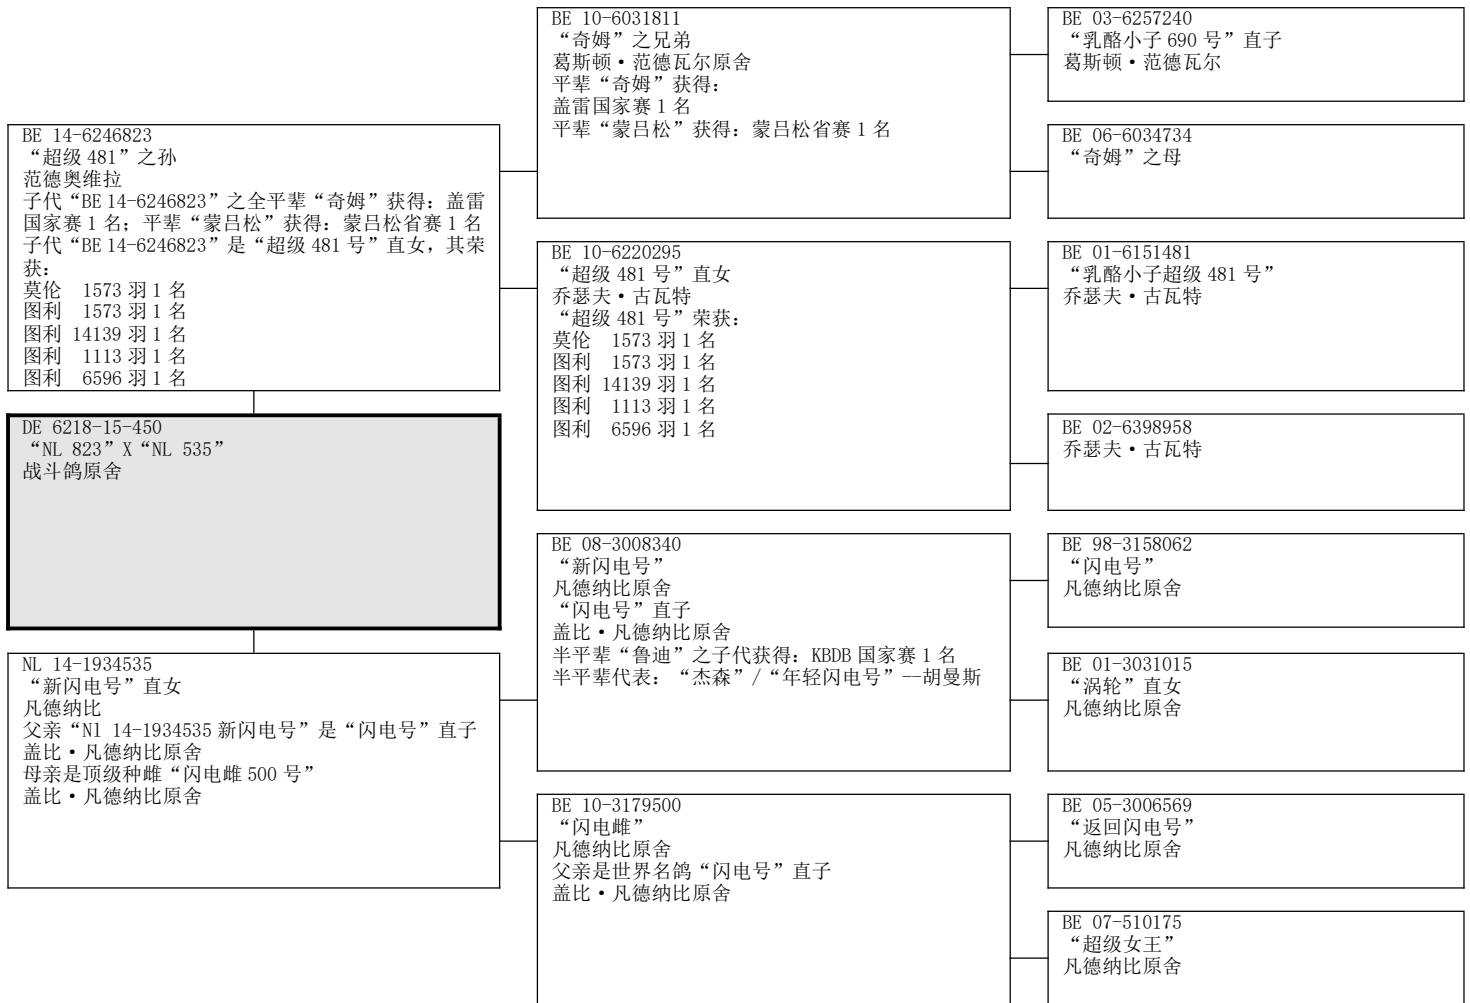 BE 14-6246823
“超级 481”之孙
范德奥维拉
子代“BE 14-6246823”之全平辈“奇姆”获得：盖雷
国家赛 1 名；平辈“蒙吕松”获得：蒙吕松省赛 1 名
子代“BE 14-6246823”是“超级 481 号”直女，其荣
获：
莫伦 1573 羽 1 名
图利 1573 羽 1 名
图利 14139 羽 1 名
图利 1113 羽 1 名
图利 6596 羽 1 名
DE 6218-15-450
“NL 823”X“NL 535”
战斗鸽原舍
NL 14-1934535
“新闪电号”直女
凡德纳比
父亲“Nl 14-1934535 新闪电号”是“闪电号”直子
盖比·凡德纳比原舍
母亲是顶级种雌“闪电雌 500 号”
盖比·凡德纳比原舍
BE 10-6031811
“奇姆”之兄弟
葛斯顿·范德瓦尔原舍
平辈“奇姆”获得：
盖雷国家赛 1 名
平辈“蒙吕松”获得：蒙吕松省赛 1 名
BE 10-6220295
“超级 481 号”直女
乔瑟夫·古瓦特
“超级 481 号”荣获：
莫伦 1573 羽 1 名
图利 1573 羽 1 名
图利 14139 羽 1 名
图利 1113 羽 1 名
图利 6596 羽 1 名
BE 08-3008340
“新闪电号”
凡德纳比原舍
“闪电号”直子
盖比·凡德纳比原舍
半平辈“鲁迪”之子代获得：KBDB 国家赛 1 名
半平辈代表：“杰森”/“年轻闪电号”--胡曼斯
BE 10-3179500
“闪电雌”
凡德纳比原舍
父亲是世界名鸽“闪电号”直子
盖比·凡德纳比原舍
BE 03-6257240
“乳酪小子 690 号”直子
葛斯顿·范德瓦尔
BE 06-6034734
“奇姆”之母
BE 01-6151481
“乳酪小子超级 481 号”
乔瑟夫·古瓦特
BE 02-6398958
乔瑟夫·古瓦特
BE 98-3158062
“闪电号”
凡德纳比原舍
BE 01-3031015
“涡轮”直女
凡德纳比原舍
BE 05-3006569
“返回闪电号”
凡德纳比原舍
BE 07-510175
“超级女王”
凡德纳比原舍